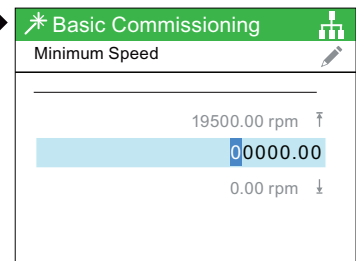 Basic Commissioning
Minimum Speed
19500.00 rpm
00000.00
0.00 rpm